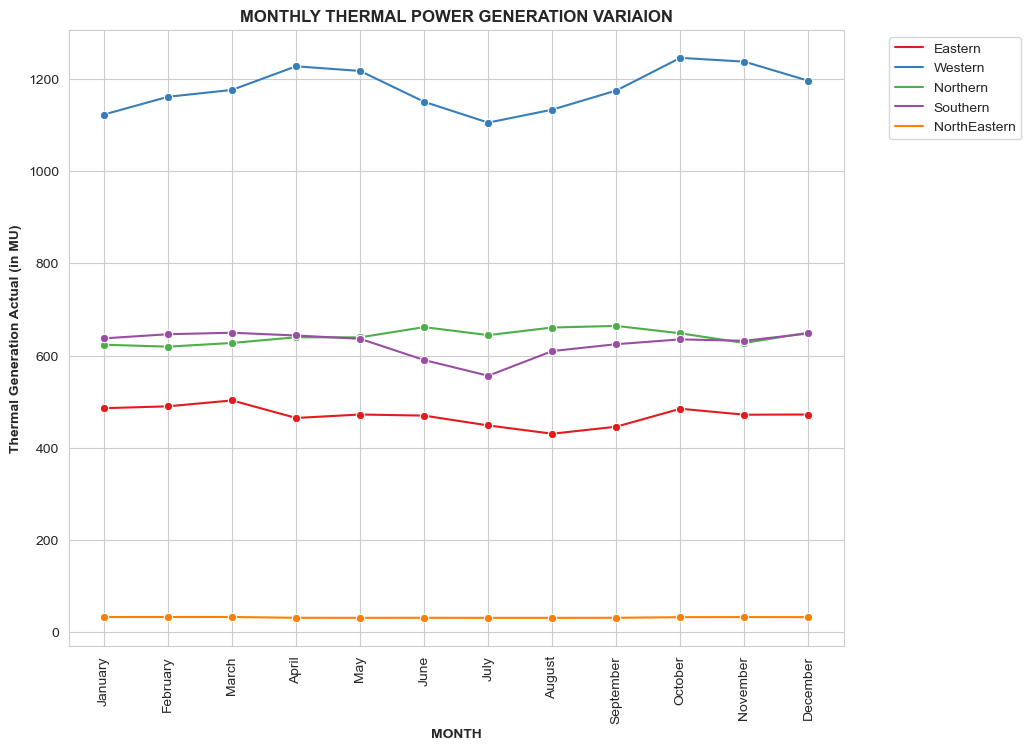 MONTHLY THERMAL POWER GENERATION VARIAION
Eastern
Western
Northern
Southern
NorthEastern
Thermal Generation Actual (in MU)
1200
1000
800
600
400
200
0
January
February
March
April
May
June
July
August
September
October
November
December
MONTH